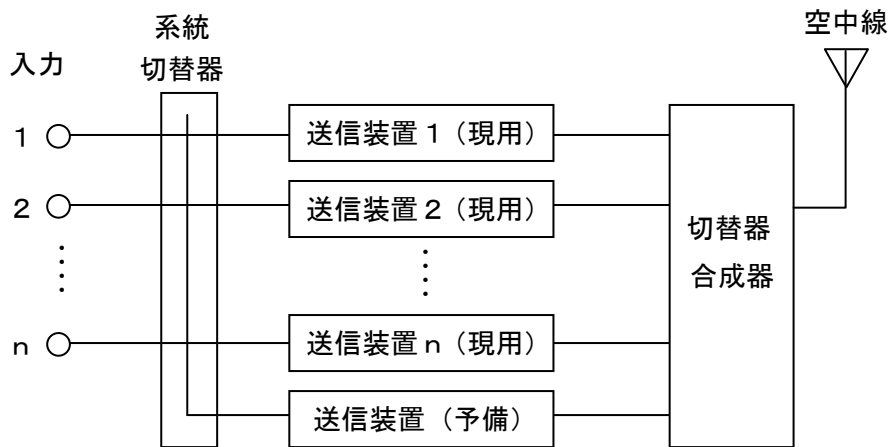 系統
切替器
入力
空中線
1
送信装置1(現用)
2
送信装置2(現用)
切替器
合成器
n
送信装置n(現用)
送信装置(予備)